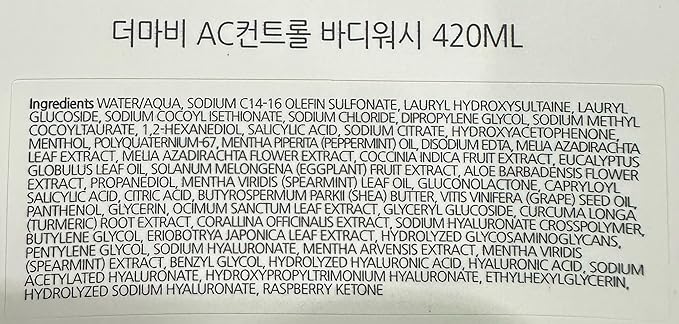 더마비 AC컨트롤 바디워시 420ML
Ingredients WATER/AQUA, SODIUM C14-16 OLEFIN SULFONATE, LAURYL HYDROXYSULTAINE, LAURYL
GLUCOSIDE, SODIUM COCOYL ISETHIONATE, SODIUM CHLORIDE, DIPROPYLENE GLYCOL, SODIUM METHYL
COCOYLTAURATE, 1,2-HEXANEDIOL, SALICYLIC ACID, SODIUM CITRATE, HYDROXYACETOPHENONE,
MENTHOL, POLYQUATERNIUM-67, MENTHA PIPERITA (PEPPERMINT) OIL, DISODIUM EDTA, MELIA AZADIRACHTA
LEAF EXTRACT, MELIA AZADIRACHTA FLOWER EXTRACT, COCCINIA INDICA FRUIT EXTRACT, EUCALYPTUS
GLOBULUS LEAF OIL, SOLANUM MELONGENA (EGGPLANT) FRUIT EXTRACT, ALOE BARBADENSIS FLOWER
EXTRACT, PROPANEDIOL, MENTHA VIRIDIS (SPEARMINT) LEAF OIL, GLUCONOLACTONE, CAPRYLOYL
SALICYLIC ACID, CITRIC ACID, BUTYROSPERMUM PARKII (SHEA) BUTTER, VITIS VINIFERA (GRAPE) SEED OIL,
PANTHENOL, GLYCERIN, OCIMUM SANCTUM LEAF EXTRACT, GLYCERYL GLUCOSIDE, CURCUMA LONGA
(TURMERIC) ROOT EXTRACT, CORALLINA OFFICINALIS EXTRACT, SODIUM HYALURONATE CROSSPOLYMER,
BUTYLENE GLYCOL, ERIOBOTRYA JAPONICA LEAF EXTRACT, HYDROLYZED GLYCOSAMINOGLYCANS,
PENTYLENE GLYCOL, SODIUM HYALURONATE, MENTHA ARVENSIS EXTRACT, MENTHA VIRIDIS
(SPEARMINT) EXTRACT, BENZYL GLYCOL, HYDROLYZED HYALURONIC ACID, HYALURONIC ACID, SODIUM
ACETYLATED HYALURONATE, HYDROXYPROPYLTRIMONIUM HYALURONATE, ETHYLHEXYLGLYCERIN,
HYDROLYZED SODIUM HYALURONATE, RASPBERRY KETONE